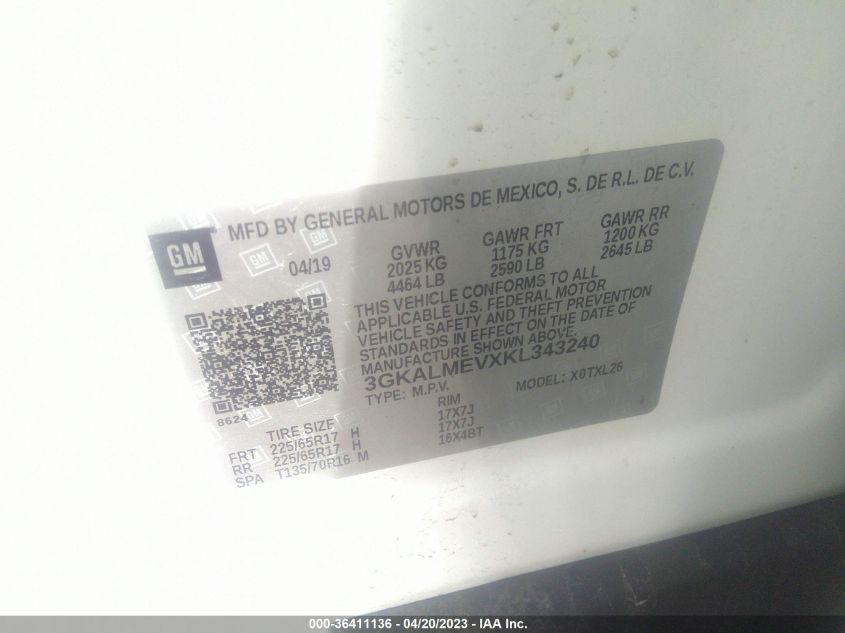 MFD BY GENERAL MOTORS DE MEXICO, S. DE R.L. DE C.V.
GM
04/19
GVWR GAWR FRT GAWR RR
2025 KG 1175 KG 1200 KG
4464 LB 2590 LB 2645 LB
THIS VEHICLE CONFORMS TO ALL
APPLICABLE U.S. FEDERAL MOTOR
VEHICLE SAFETY AND THEFT PREVENTION
STANDARDS IN EFFECT ON THE DATE OF
MANUFACTURE SHOWN ABOVE.
3GKALMEVXKL343240
TYPE: M.P.V. MODEL: X0TXL26
8624
TIRE SIZE RIM
FRT 225/65R17 H 17X7J
RR 225/65R17 H 17X7J
SPA T135/70R16 M 16X4BT
000-36411136 - 04/20/2023 - IAA Inc.